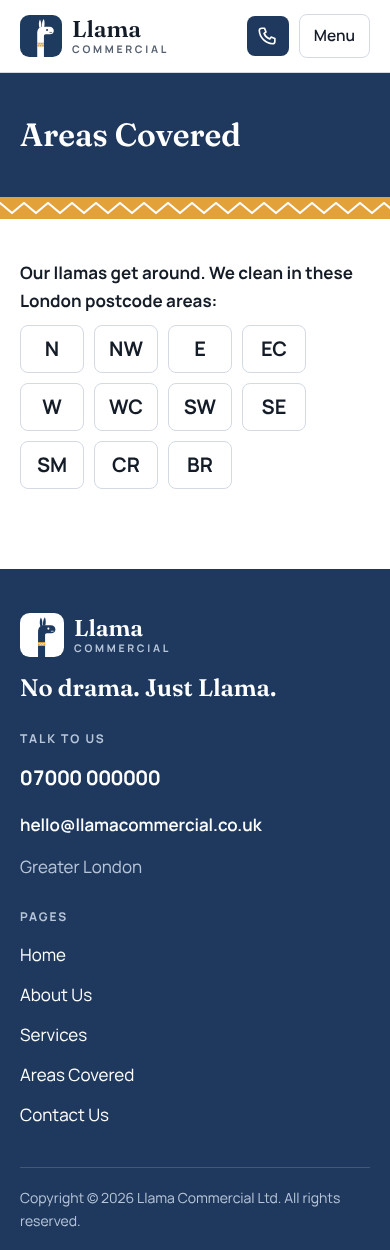 Llama
COMMERCIAL
Menu
Areas Covered
Our llamas get around. We clean in these
London postcode areas:
N NW E EC
W WC SW SE
SM CR BR
Llama
COMMERCIAL
No drama. Just Llama.
TALK TO US
07000 000000
hello@llamacommercial.co.uk
Greater London
PAGES
Home
About Us
Services
Areas Covered
Contact Us
Copyright © 2026 Llama Commercial Ltd. All rights
reserved.